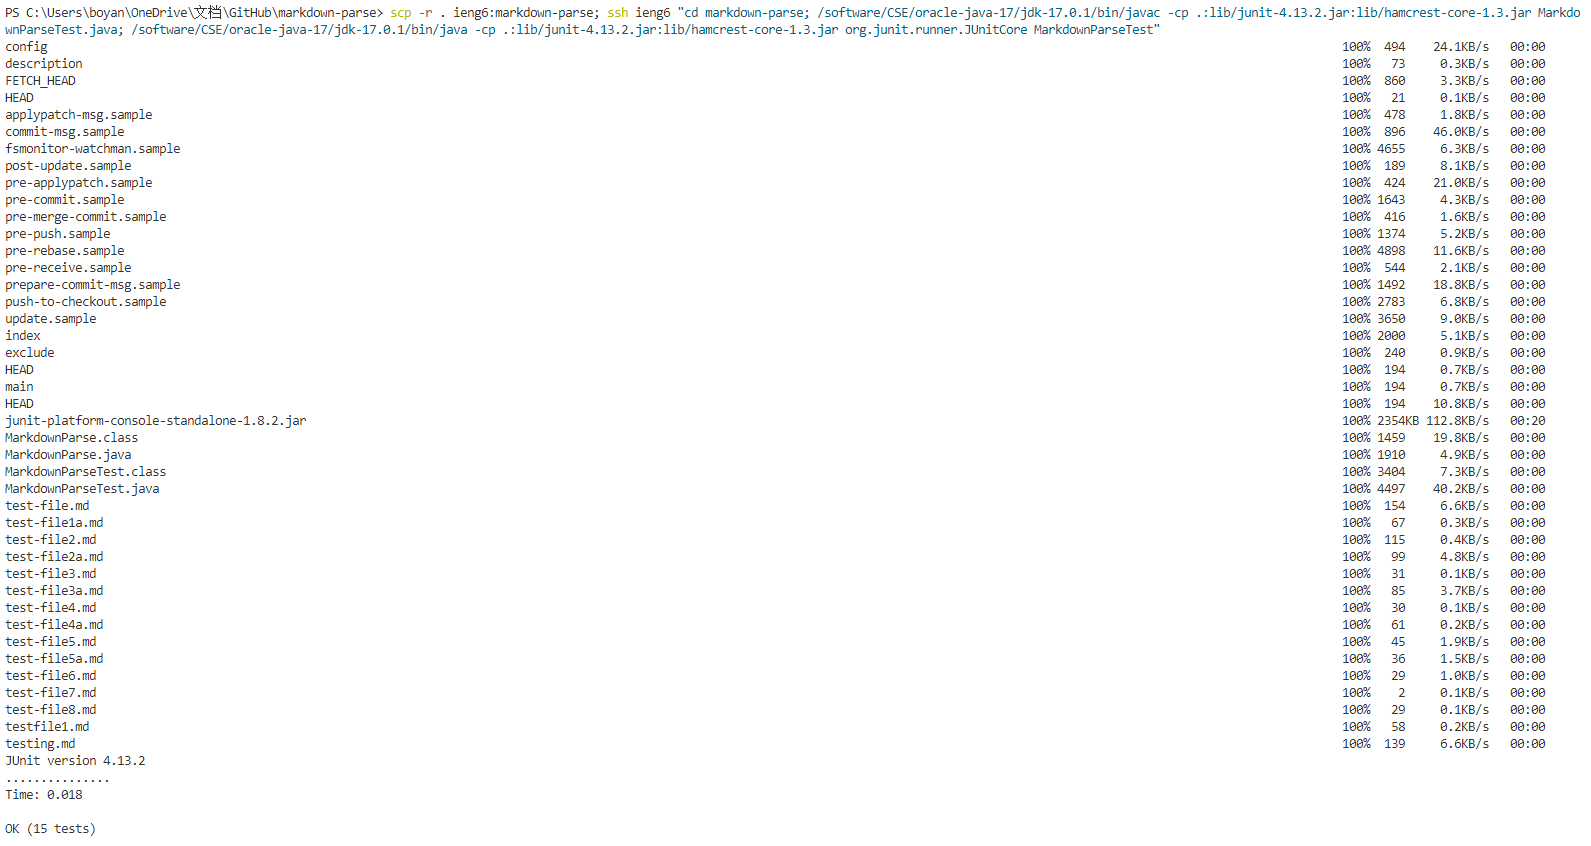 PS C:\Users\boyan\OneDrive\文档\GitHub\markdown-parse> scp -r . ieng6:markdown-parse; ssh ieng6 "cd markdown-parse; /software/CSE/oracle-java-17/jdk-17.0.1/bin/javac -cp .:lib/junit-4.13.2.jar:lib/hamcrest-core-1.3.jar Markdo
wnParseTest.java; /software/CSE/oracle-java-17/jdk-17.0.1/bin/java -cp .:lib/junit-4.13.2.jar:lib/hamcrest-core-1.3.jar org.junit.runner.JUnitCore MarkdownParseTest"
config 100% 494 24.1KB/s 00:00
description 100% 73 0.3KB/s 00:00
FETCH_HEAD 100% 860 3.3KB/s 00:00
HEAD 100% 21 0.1KB/s 00:00
applypatch-msg.sample 100% 478 1.8KB/s 00:00
commit-msg.sample 100% 896 46.0KB/s 00:00
fsmonitor-watchman.sample 100% 4655 6.3KB/s 00:00
post-update.sample 100% 189 8.1KB/s 00:00
pre-applypatch.sample 100% 424 21.0KB/s 00:00
pre-commit.sample 100% 1643 4.3KB/s 00:00
pre-merge-commit.sample 100% 416 1.6KB/s 00:00
pre-push.sample 100% 1374 5.2KB/s 00:00
pre-rebase.sample 100% 4898 11.6KB/s 00:00
pre-receive.sample 100% 544 2.1KB/s 00:00
prepare-commit-msg.sample 100% 1492 18.8KB/s 00:00
push-to-checkout.sample 100% 2783 6.8KB/s 00:00
update.sample 100% 3650 9.0KB/s 00:00
index 100% 2000 5.1KB/s 00:00
exclude 100% 240 0.9KB/s 00:00
HEAD 100% 194 0.7KB/s 00:00
main 100% 194 0.7KB/s 00:00
HEAD 100% 194 10.8KB/s 00:00
junit-platform-console-standalone-1.8.2.jar 100% 2354KB 112.8KB/s 00:20
MarkdownParse.class 100% 1459 19.8KB/s 00:00
MarkdownParse.java 100% 1910 4.9KB/s 00:00
MarkdownParseTest.class 100% 3404 7.3KB/s 00:00
MarkdownParseTest.java 100% 4497 40.2KB/s 00:00
test-file.md 100% 154 6.6KB/s 00:00
test-file1a.md 100% 67 0.3KB/s 00:00
test-file2.md 100% 115 0.4KB/s 00:00
test-file2a.md 100% 99 4.8KB/s 00:00
test-file3.md 100% 31 0.1KB/s 00:00
test-file3a.md 100% 85 3.7KB/s 00:00
test-file4.md 100% 30 0.1KB/s 00:00
test-file4a.md 100% 61 0.2KB/s 00:00
test-file5.md 100% 45 1.9KB/s 00:00
test-file5a.md 100% 36 1.5KB/s 00:00
test-file6.md 100% 29 1.0KB/s 00:00
test-file7.md 100% 2 0.1KB/s 00:00
test-file8.md 100% 29 0.1KB/s 00:00
testfile1.md 100% 58 0.2KB/s 00:00
testing.md 100% 139 6.6KB/s 00:00
JUnit version 4.13.2
...............
Time: 0.018
OK (15 tests)